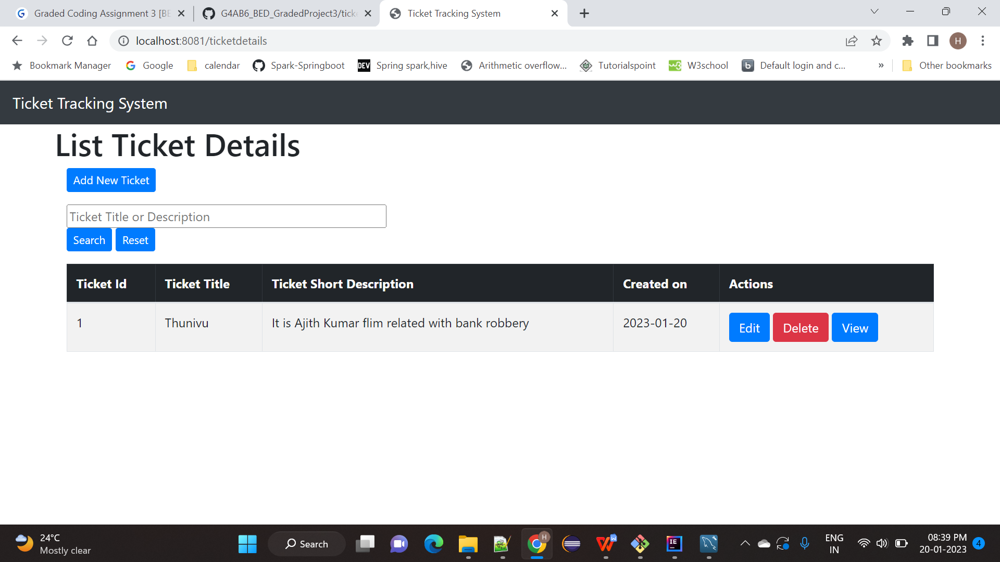 Graded Coding Assignment 3 [BE
G4AB6_BED_GradedProject3/ticke
Ticket Tracking System
localhost:8081/ticketdetails
H
Bookmark Manager
Google
calendar
Spark-Springboot
DEV Spring spark,hive
Arithmetic overflow...
Tutorialspoint
W3school
Default login and c...
»
Other bookmarks
Ticket Tracking System
List Ticket Details
Add New Ticket
Ticket Title or Description
Search Reset
Ticket Id Ticket Title Ticket Short Description Created on Actions
1 Thunivu It is Ajith Kumar flim related with bank robbery 2023-01-20 Edit Delete View
24°C
Mostly clear
Search
H
W
IE
ENG
IN
08:39 PM
20-01-2023
4